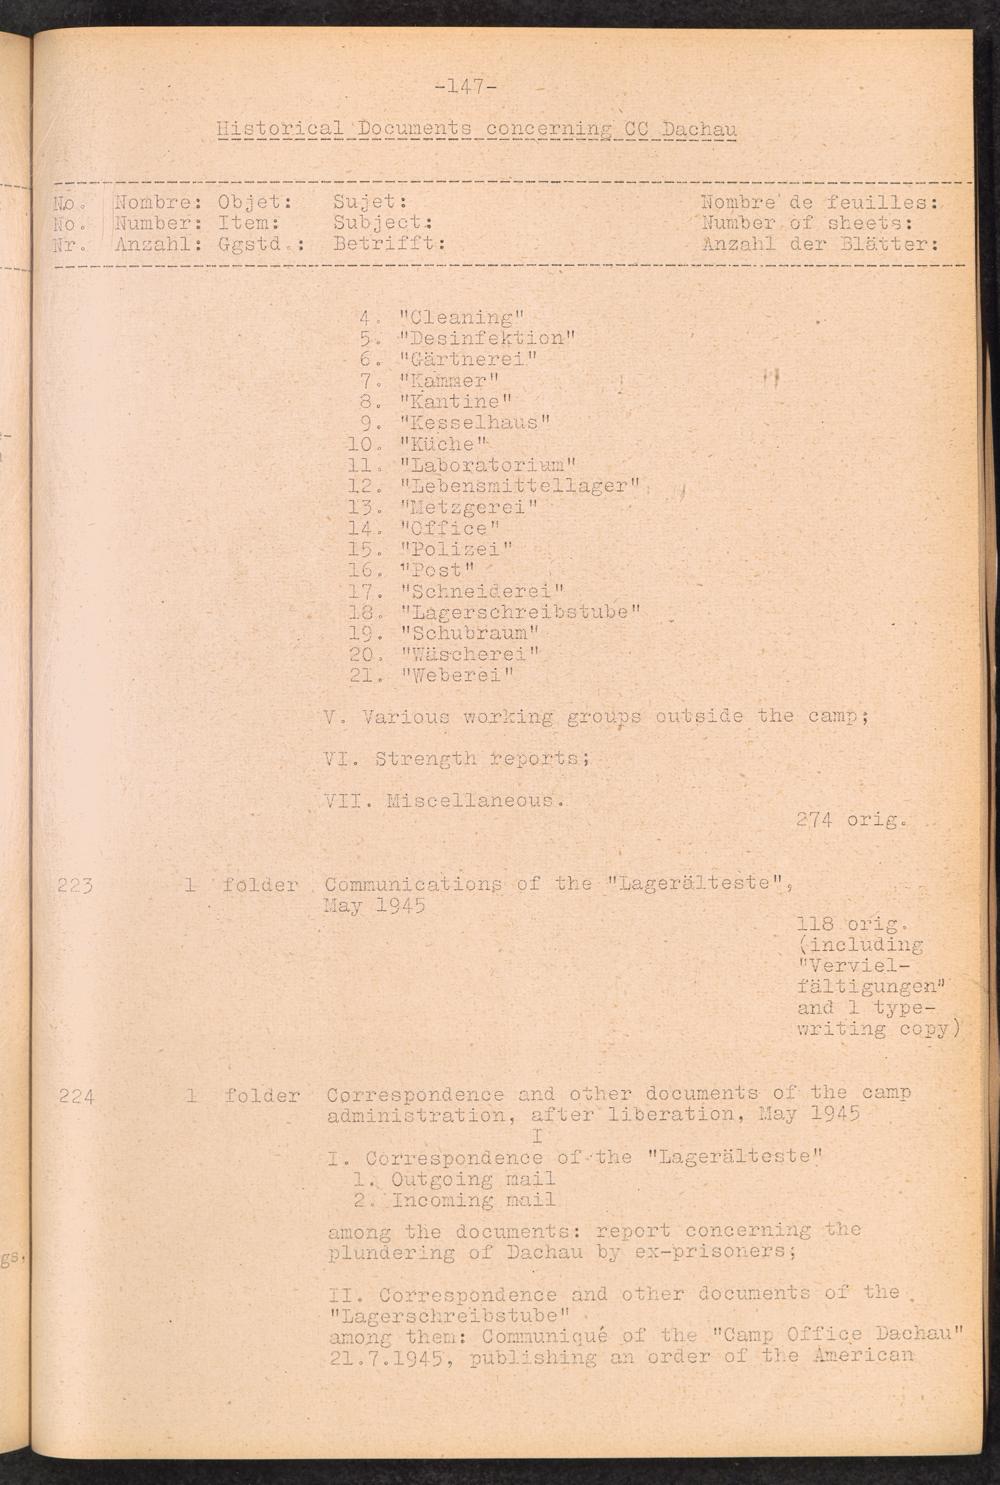 -147-
Historical Documents concerning CC Dachau
No. Nombre: Objet: Sujet: Nombre de feuilles:
No. Number: Item: Subject: Number of sheets:
Nr. Anzahl: Ggstd.: Betrifft: Anzahl der Blätter:
4. "Cleaning"
5. "Desinfektion"
6. "Gärtnerei"
7. "Kammer"
8. "Kantine"
9. "Kesselhaus"
10. "Küche"
11. "Laboratorium"
12. "Lebensmittellager"
13. "Metzgerei"
14. "Office"
15. "Polizei"
16. "Post"
17. "Schneiderei"
18. "Lagerschreibstube"
19. "Schubraum"
20. "Wäscherei"
21. "Weberei"
V. Various working groups outside the camp;
VI. Strength reports;
VII. Miscellaneous.
274 orig.
223 1 folder Communications of the "Lagerälteste",
May 1945
118 orig.
(including
"Verviel-
fältigungen"
and 1 type-
writing copy)
224 1 folder Correspondence and other documents of the camp
administration, after liberation, May 1945
I
I. Correspondence of the "Lagerälteste"
1. Outgoing mail
2. Incoming mail
among the documents: report concerning the
plundering of Dachau by ex-prisoners;
II. Correspondence and other documents of the
"Lagerschreibstube"
among them: Communiqué of the "Camp Office Dachau"
21.7.1945, publishing an order of the American
gs.